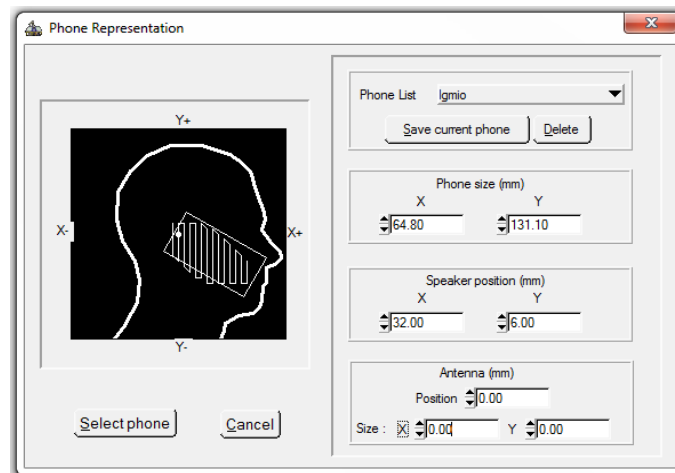 Phone Representation
X
Phone List lgmio
Save current phone Delete
Y+
X-
X+
Y-
Phone size (mm)
X Y
64.80 131.10
Speaker position (mm)
X Y
32.00 6.00
Antenna (mm)
Position 0.00
Size : X 0.00 Y 0.00
Select phone Cancel